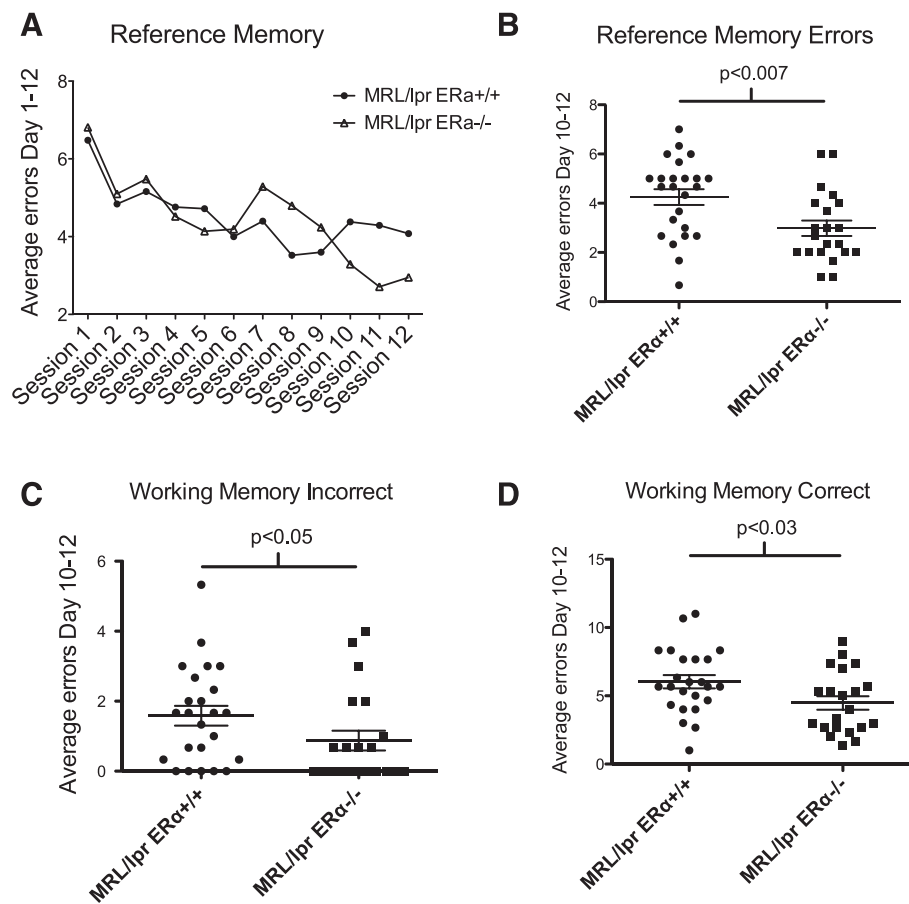 A
Reference Memory
Average errors Day 1-12
8
6
4
2
MRL/lpr ERa+/+
MRL/lpr ERa-/-
Session 1
Session 2
Session 3
Session 4
Session 5
Session 6
Session 7
Session 8
Session 9
Session 10
Session 11
Session 12
B
Reference Memory Errors
p<0.007
Average errors Day 10-12
8
6
4
2
0
MRL/lpr ERα+/+
MRL/lpr ERα-/-
C
Working Memory Incorrect
p<0.05
Average errors Day 10-12
6
4
2
0
MRL/lpr ERα+/+
MRL/lpr ERα-/-
D
Working Memory Correct
p<0.03
Average errors Day 10-12
15
10
5
0
MRL/lpr ERα+/+
MRL/lpr ERα-/-